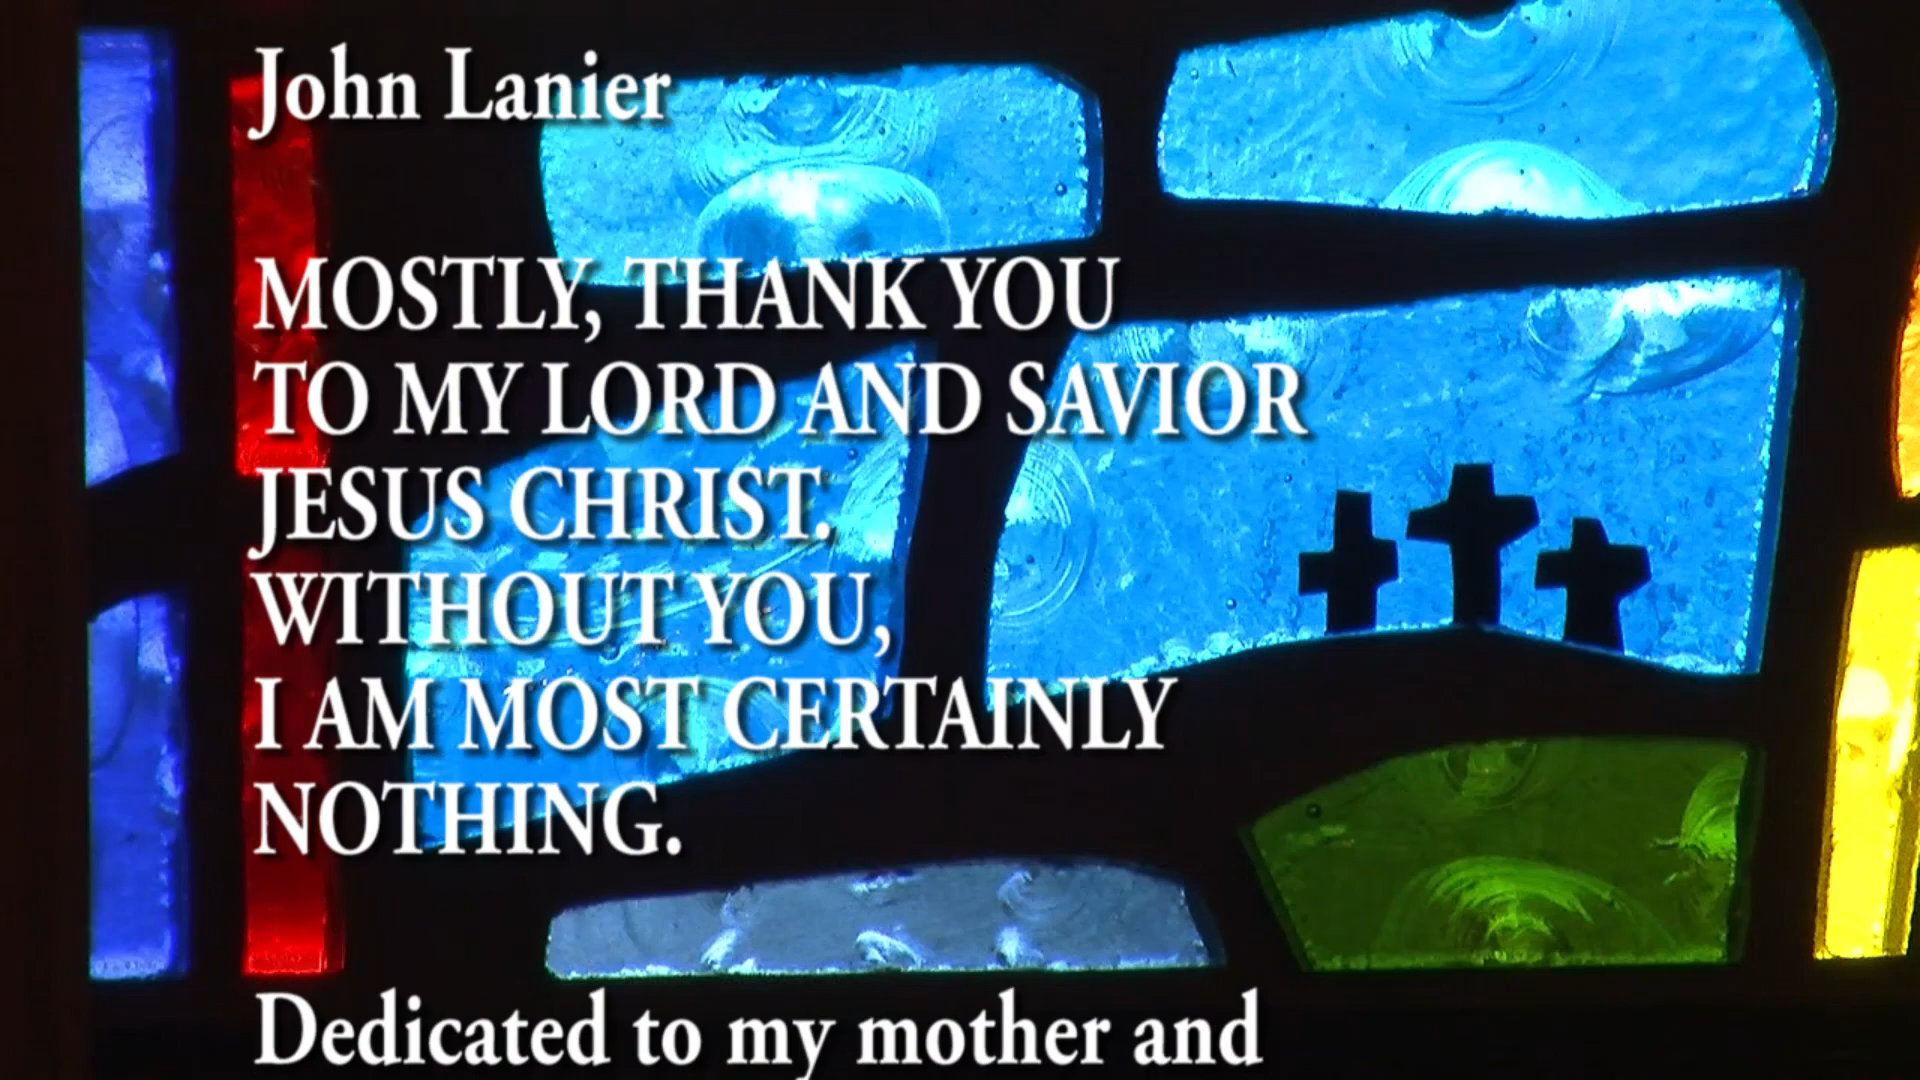 John Lanier
MOSTLY, THANK YOU
TO MY LORD AND SAVIOR
JESUS CHRIST.
WITHOUT YOU,
I AM MOST CERTAINLY
NOTHING.
Dedicated to my mother and